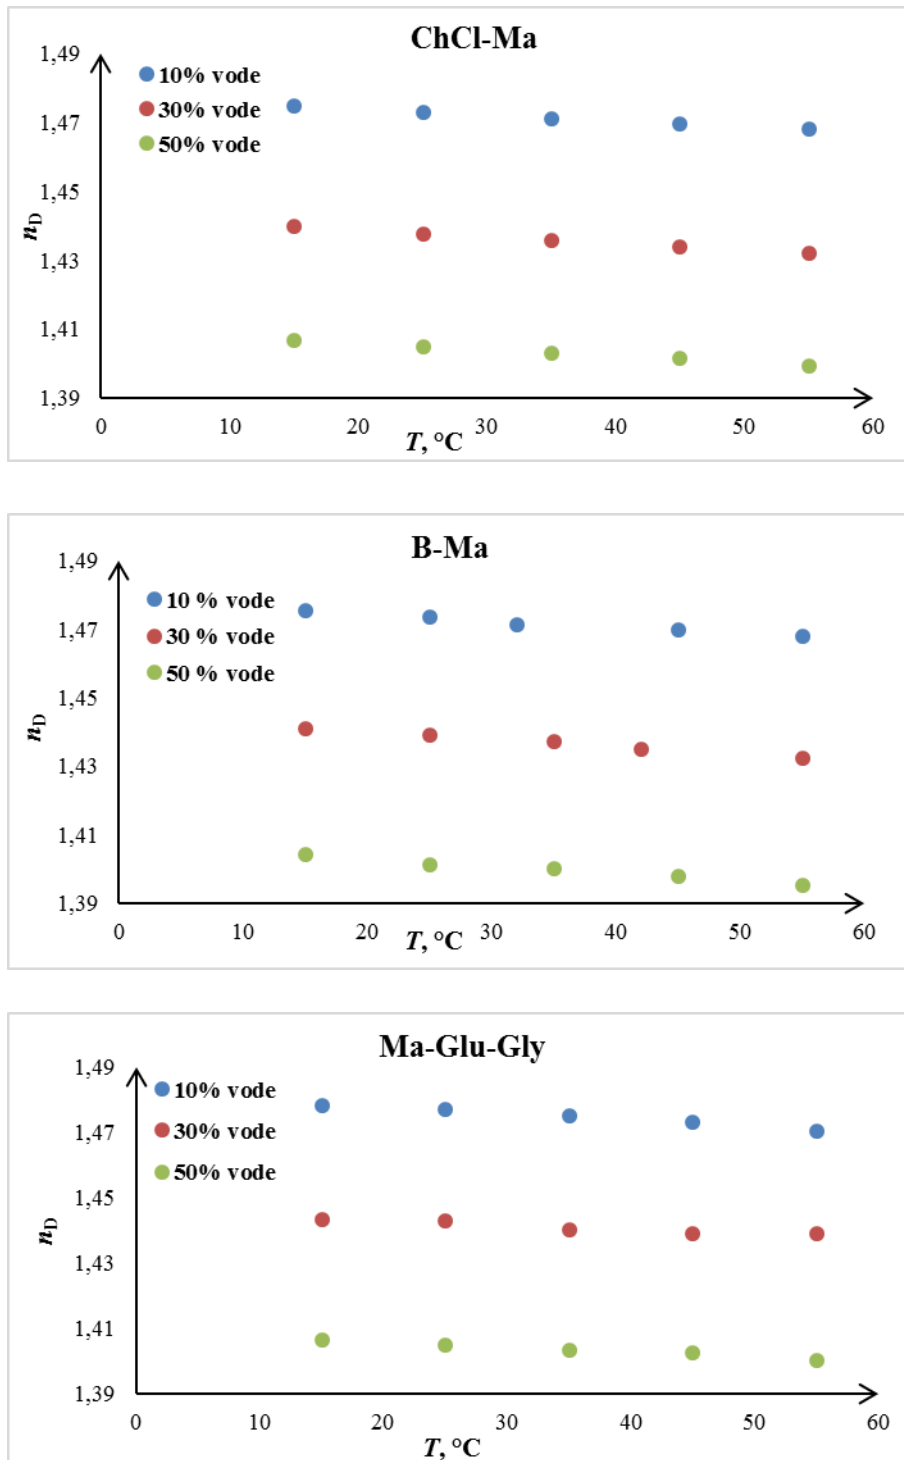 ChCl-Ma
1,49
10% vode
30% vode
50% vode
1,47
1,45
1,43
1,41
1,39
n_D
0 10 20 30 40 50 60
T, °C
B-Ma
1,49
10 % vode
30 % vode
50 % vode
1,47
1,45
1,43
1,41
1,39
n_D
0 10 20 30 40 50 60
T, °C
Ma-Glu-Gly
1,49
10% vode
30% vode
50% vode
1,47
1,45
1,43
1,41
1,39
n_D
0 10 20 30 40 50 60
T, °C